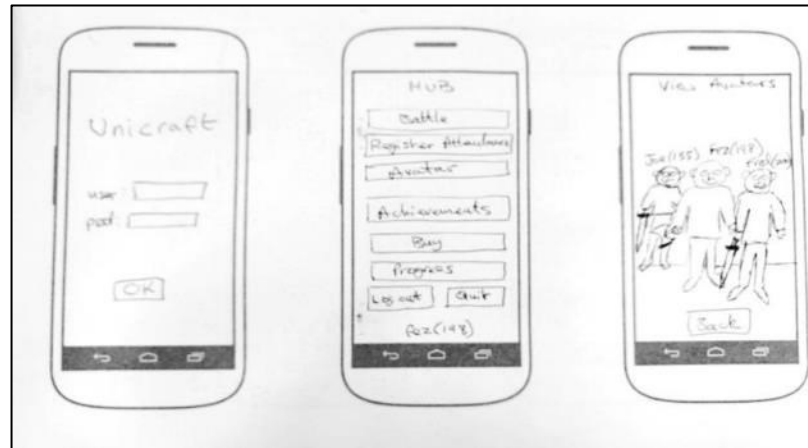 Unicraft
user:
OK
HUB
Battle
Register Attendance
Avatar
Achievements
Buy
Progress
Log out Quit
Fez(148)
View Avatars
Joe(155) Fez(148)
Back